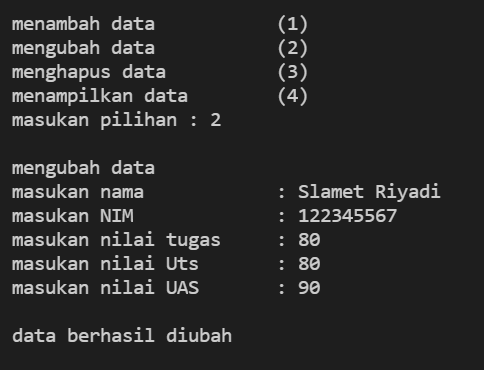 menambah data (1)
mengubah data (2)
menghapus data (3)
menampilkan data (4)
masukan pilihan : 2
mengubah data
masukan nama : Slamet Riyadi
masukan NIM : 122345567
masukan nilai tugas : 80
masukan nilai Uts : 80
masukan nilai UAS : 90
data berhasil diubah